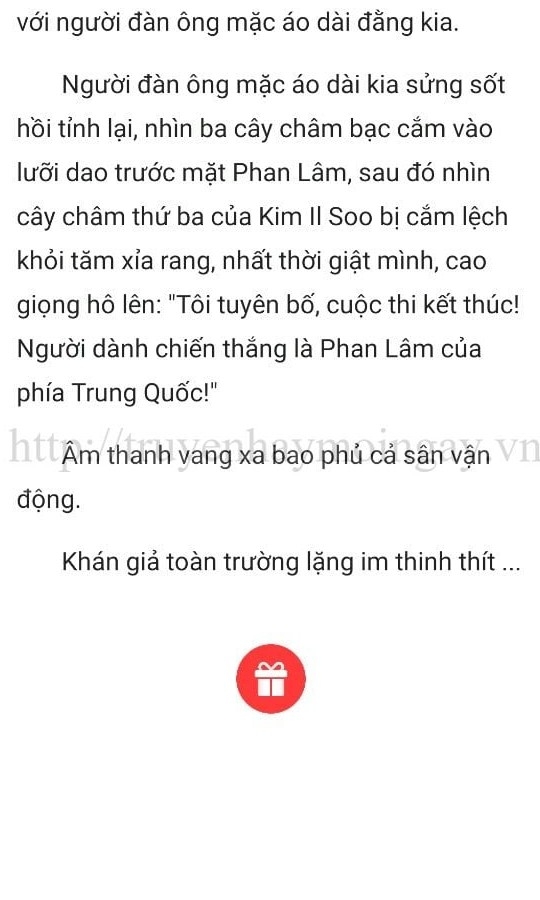 với người đàn ông mặc áo dài đằng kia.
Người đàn ông mặc áo dài kia sửng sốt
hồi tỉnh lại, nhìn ba cây châm bạc cắm vào
lưỡi dao trước mặt Phan Lâm, sau đó nhìn
cây châm thứ ba của Kim Il Soo bị cắm lệch
khỏi tăm xỉa rang, nhất thời giật mình, cao
giọng hô lên: "Tôi tuyên bố, cuộc thi kết thúc!
Người dành chiến thắng là Phan Lâm của
phía Trung Quốc!"
http://truyenhaymoingay.vn
Âm thanh vang xa bao phủ cả sân vận
động.
Khán giả toàn trường lặng im thinh thít ...